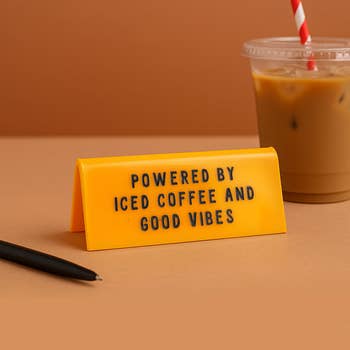 POWERED BY
ICED COFFEE AND
GOOD VIBES